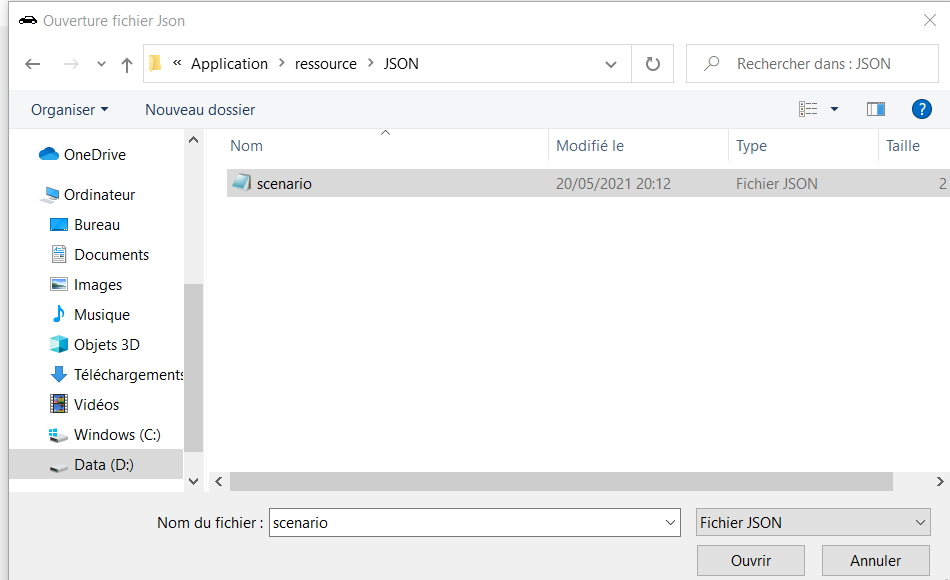 Ouverture fichier Json
« Application > ressource > JSON
Rechercher dans : JSON
Organiser
Nouveau dossier
?
Nom
Modifié le
Type
Taille
scenario
20/05/2021 20:12
Fichier JSON
2
OneDrive
Ordinateur
Bureau
Documents
Images
Musique
Objets 3D
Téléchargements
Vidéos
Windows (C:)
Data (D:)
Nom du fichier :
scenario
Fichier JSON
Ouvrir
Annuler